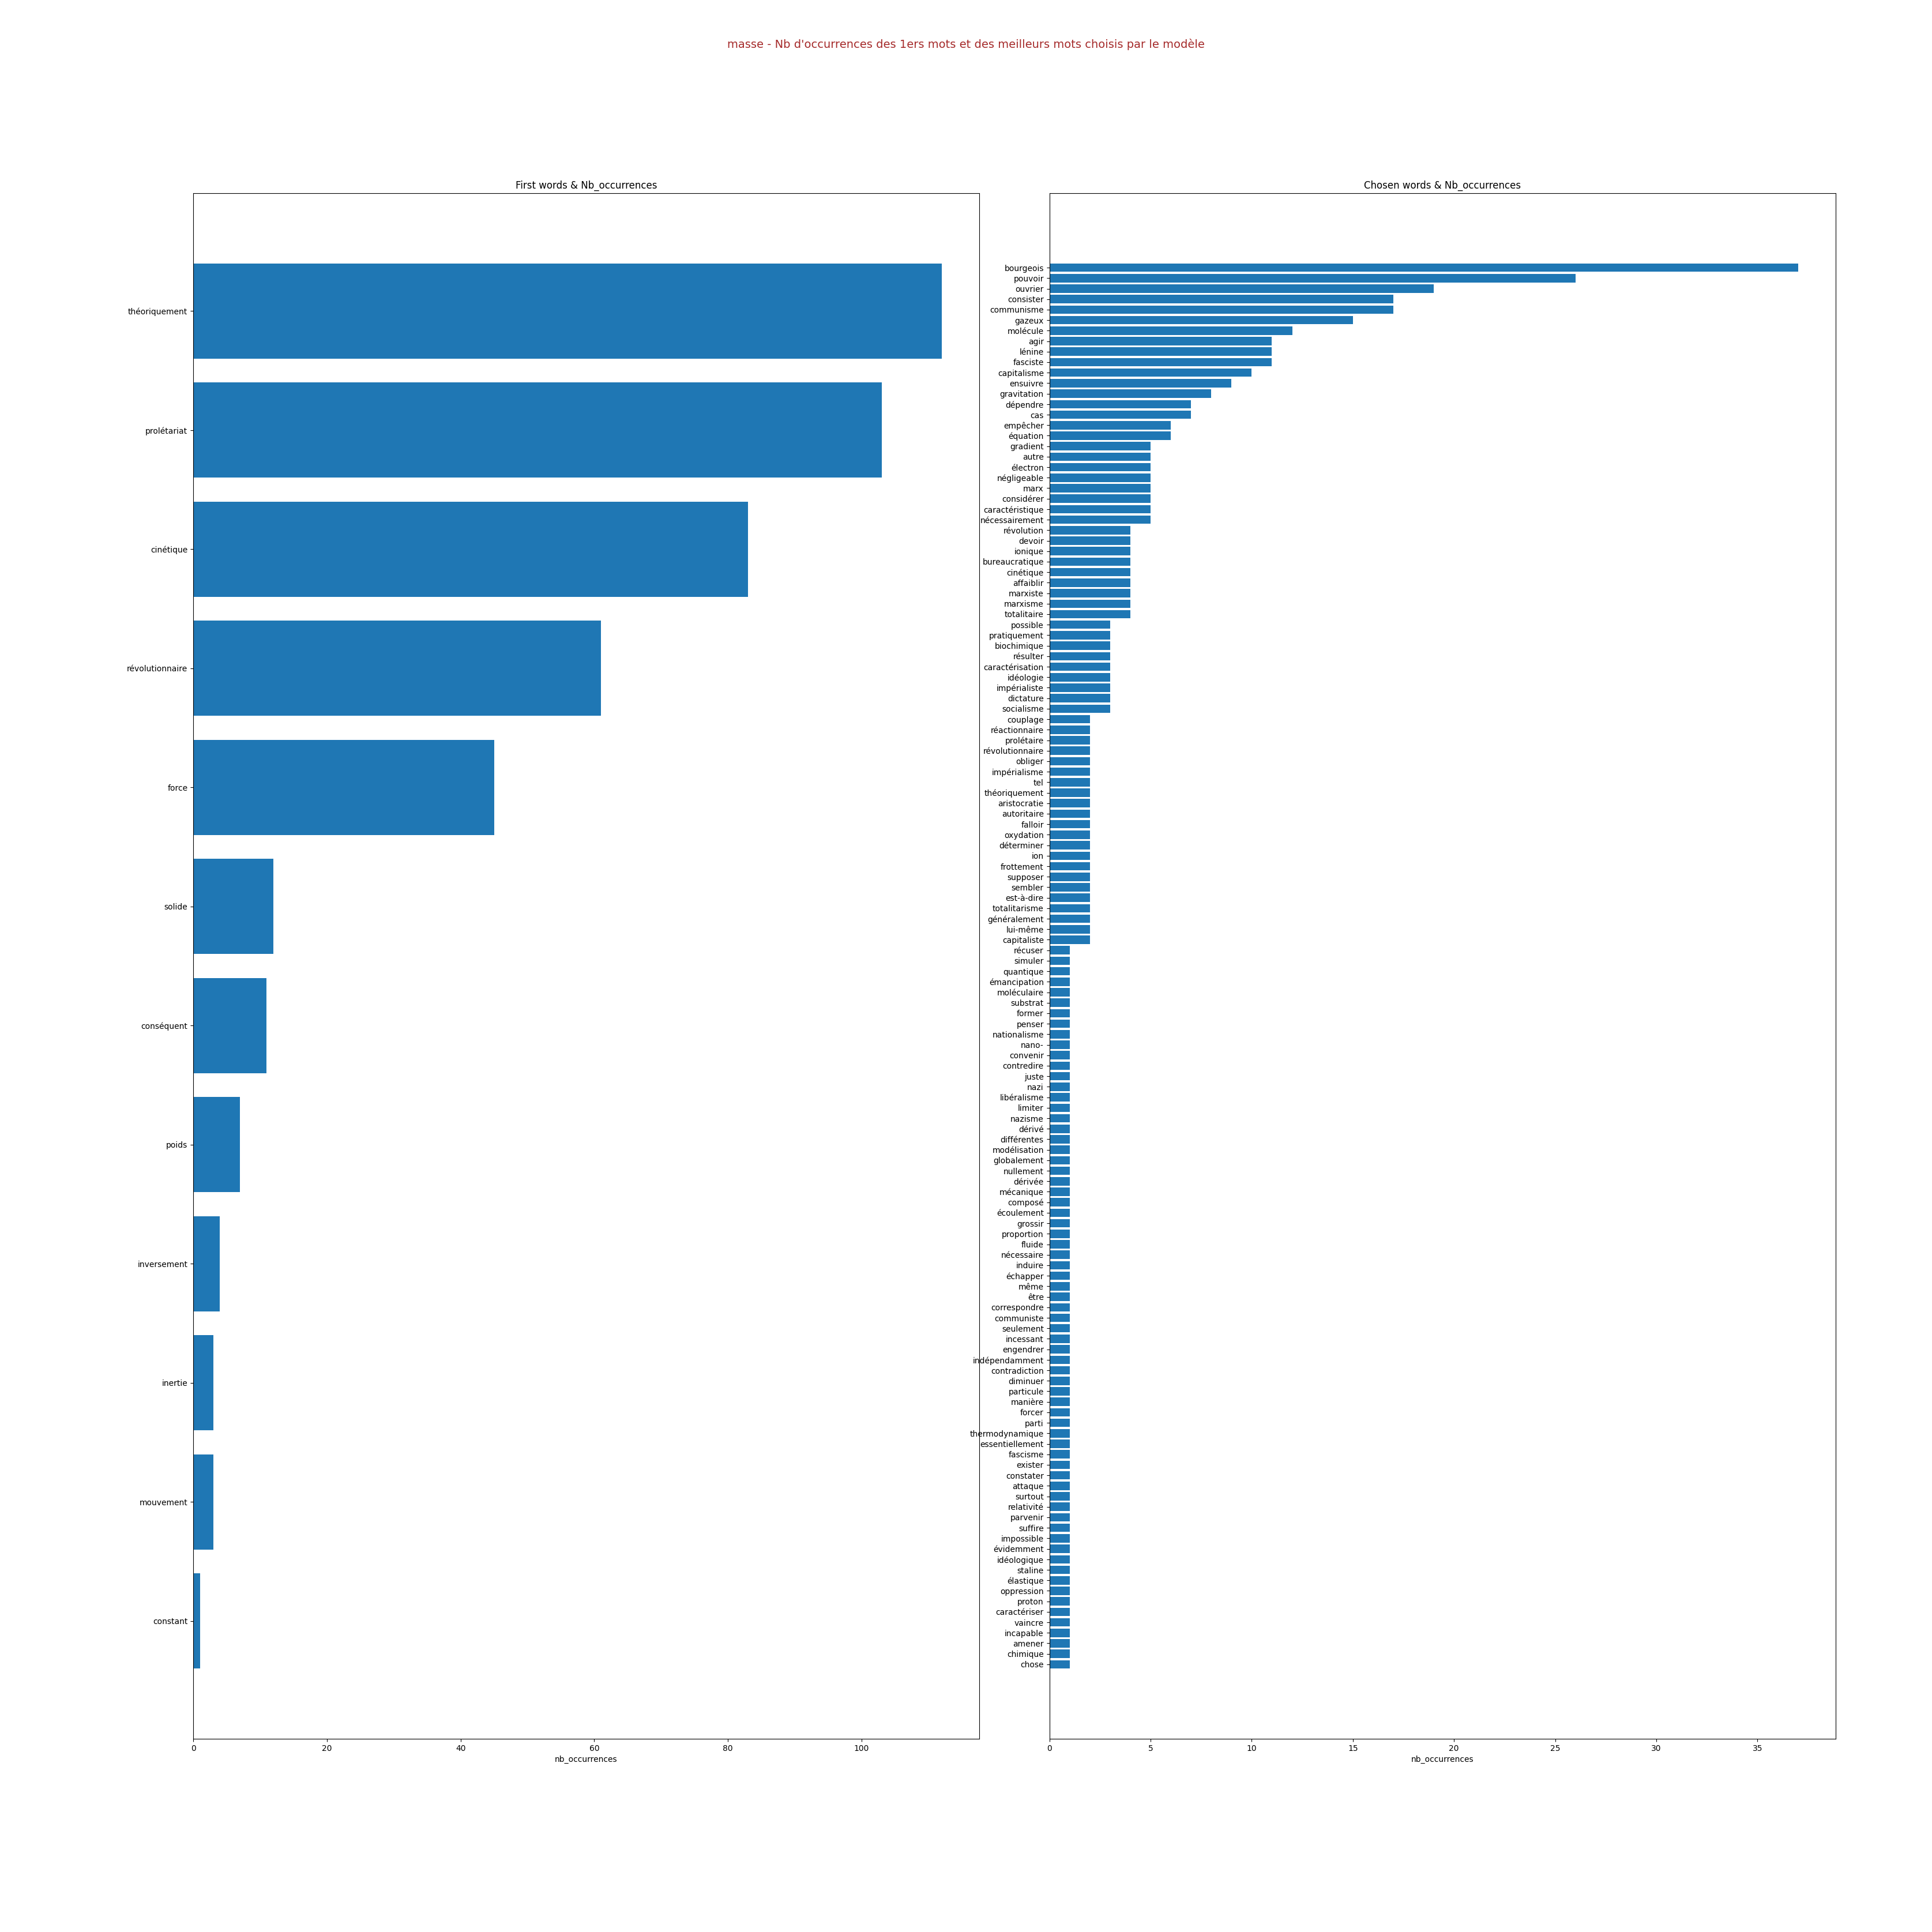 masse - Nb d'occurrences des 1ers mots et des meilleurs mots choisis par le modèle
First words & Nb_occurrences
théoriquement
prolétariat
cinétique
révolutionnaire
force
solide
conséquent
poids
inversement
inertie
mouvement
constant
0 20 40 60 80 100
nb_occurrences
Chosen words & Nb_occurrences
bourgeois
pouvoir
ouvrier
consister
communisme
gazeux
molécule
agir
lénine
fasciste
capitalisme
ensuivre
gravitation
dépendre
cas
empêcher
équation
gradient
autre
électron
négligeable
marx
considérer
caractéristique
nécessairement
révolution
devoir
ionique
bureaucratique
cinétique
affaiblir
marxiste
marxisme
totalitaire
possible
pratiquement
biochimique
résulter
caractérisation
idéologie
impérialiste
dictature
socialisme
couplage
réactionnaire
prolétaire
révolutionnaire
obliger
impérialisme
tel
théoriquement
aristocratie
autoritaire
falloir
oxydation
déterminer
ion
frottement
supposer
sembler
est-à-dire
totalitarisme
généralement
lui-même
capitaliste
récuser
simuler
quantique
émancipation
moléculaire
substrat
former
penser
nationalisme
nano-
convenir
contredire
juste
nazi
libéralisme
limiter
nazisme
dérivé
différentes
modélisation
globalement
nullement
dérivée
mécanique
composé
écoulement
grossir
proportion
fluide
nécessaire
induire
échapper
même
être
correspondre
communiste
seulement
incessant
engendrer
indépendamment
contradiction
diminuer
particule
manière
forcer
parti
thermodynamique
essentiellement
fascisme
exister
constater
attaque
surtout
relativité
parvenir
suffire
impossible
évidemment
idéologique
staline
élastique
oppression
proton
caractériser
vaincre
incapable
amener
chimique
chose
0 5 10 15 20 25 30 35
nb_occurrences